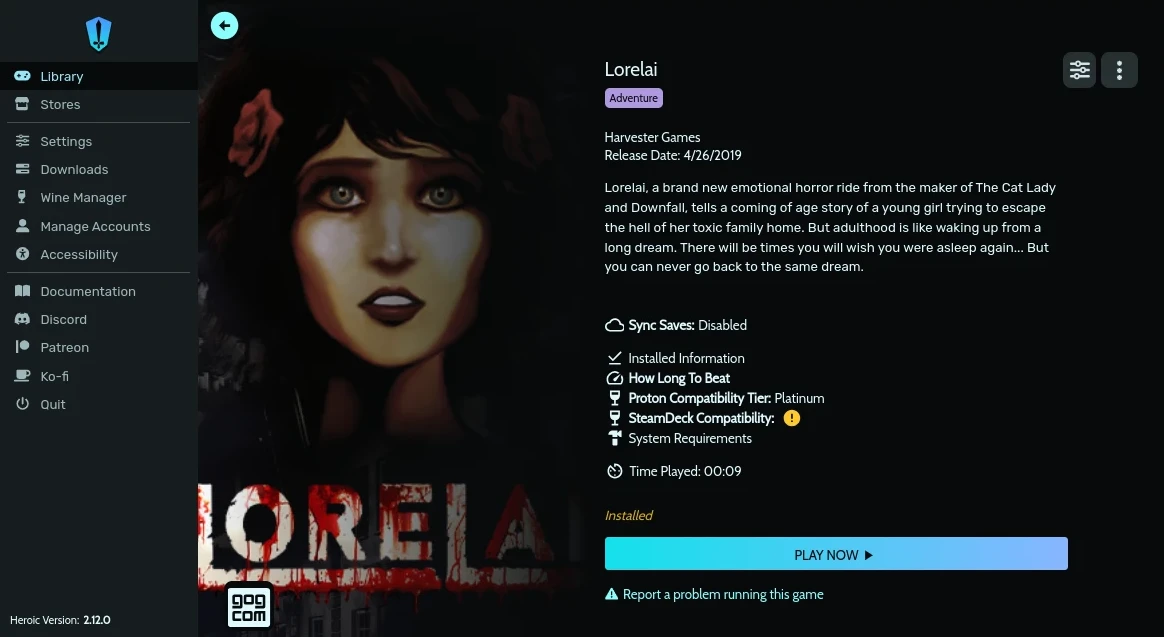 Library
Stores
Settings
Downloads
Wine Manager
Manage Accounts
Accessibility
Documentation
Discord
Patreon
Ko-fi
Quit
Heroic Version: 2.12.0
LORELAI
gog
com
Lorelai
Adventure
Harvester Games
Release Date: 4/26/2019
Lorelai, a brand new emotional horror ride from the maker of The Cat Lady
and Downfall, tells a coming of age story of a young girl trying to escape
the hell of her toxic family home. But adulthood is like waking up from a
long dream. There will be times you will wish you were asleep again... But
you can never go back to the same dream.
Sync Saves: Disabled
Installed Information
How Long To Beat
Proton Compatibility Tier: Platinum
SteamDeck Compatibility:
System Requirements
Time Played: 00:09
Installed
PLAY NOW
Report a problem running this game